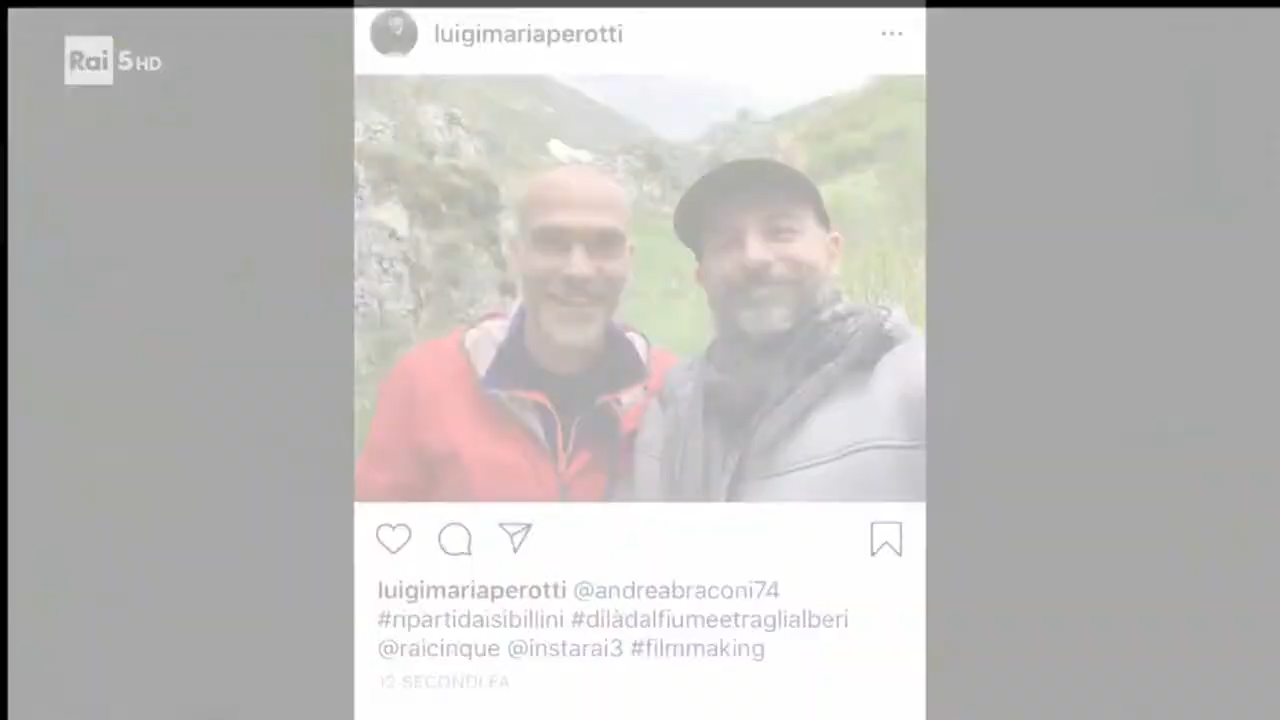 luigimariaperotti
Rai 5 HD
luigimariaperotti @andreabraconi74
#ripartidaisibillini #dilàdalfiumeetraglialberi
@raicinque @instarai3 #filmmaking
12 SECONDI FA